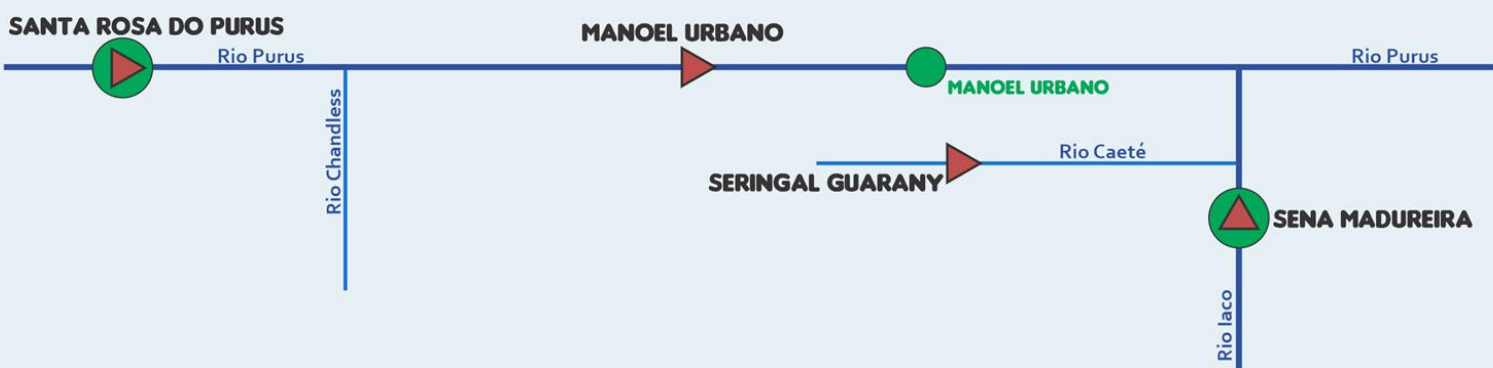 SANTA ROSA DO PURUS
MANOEL URBANO
Rio Purus
Rio Purus
MANOEL URBANO
Rio Chandless
Rio Caeté
SERINGAL GUARANY
SENA MADUREIRA
Rio Iaco